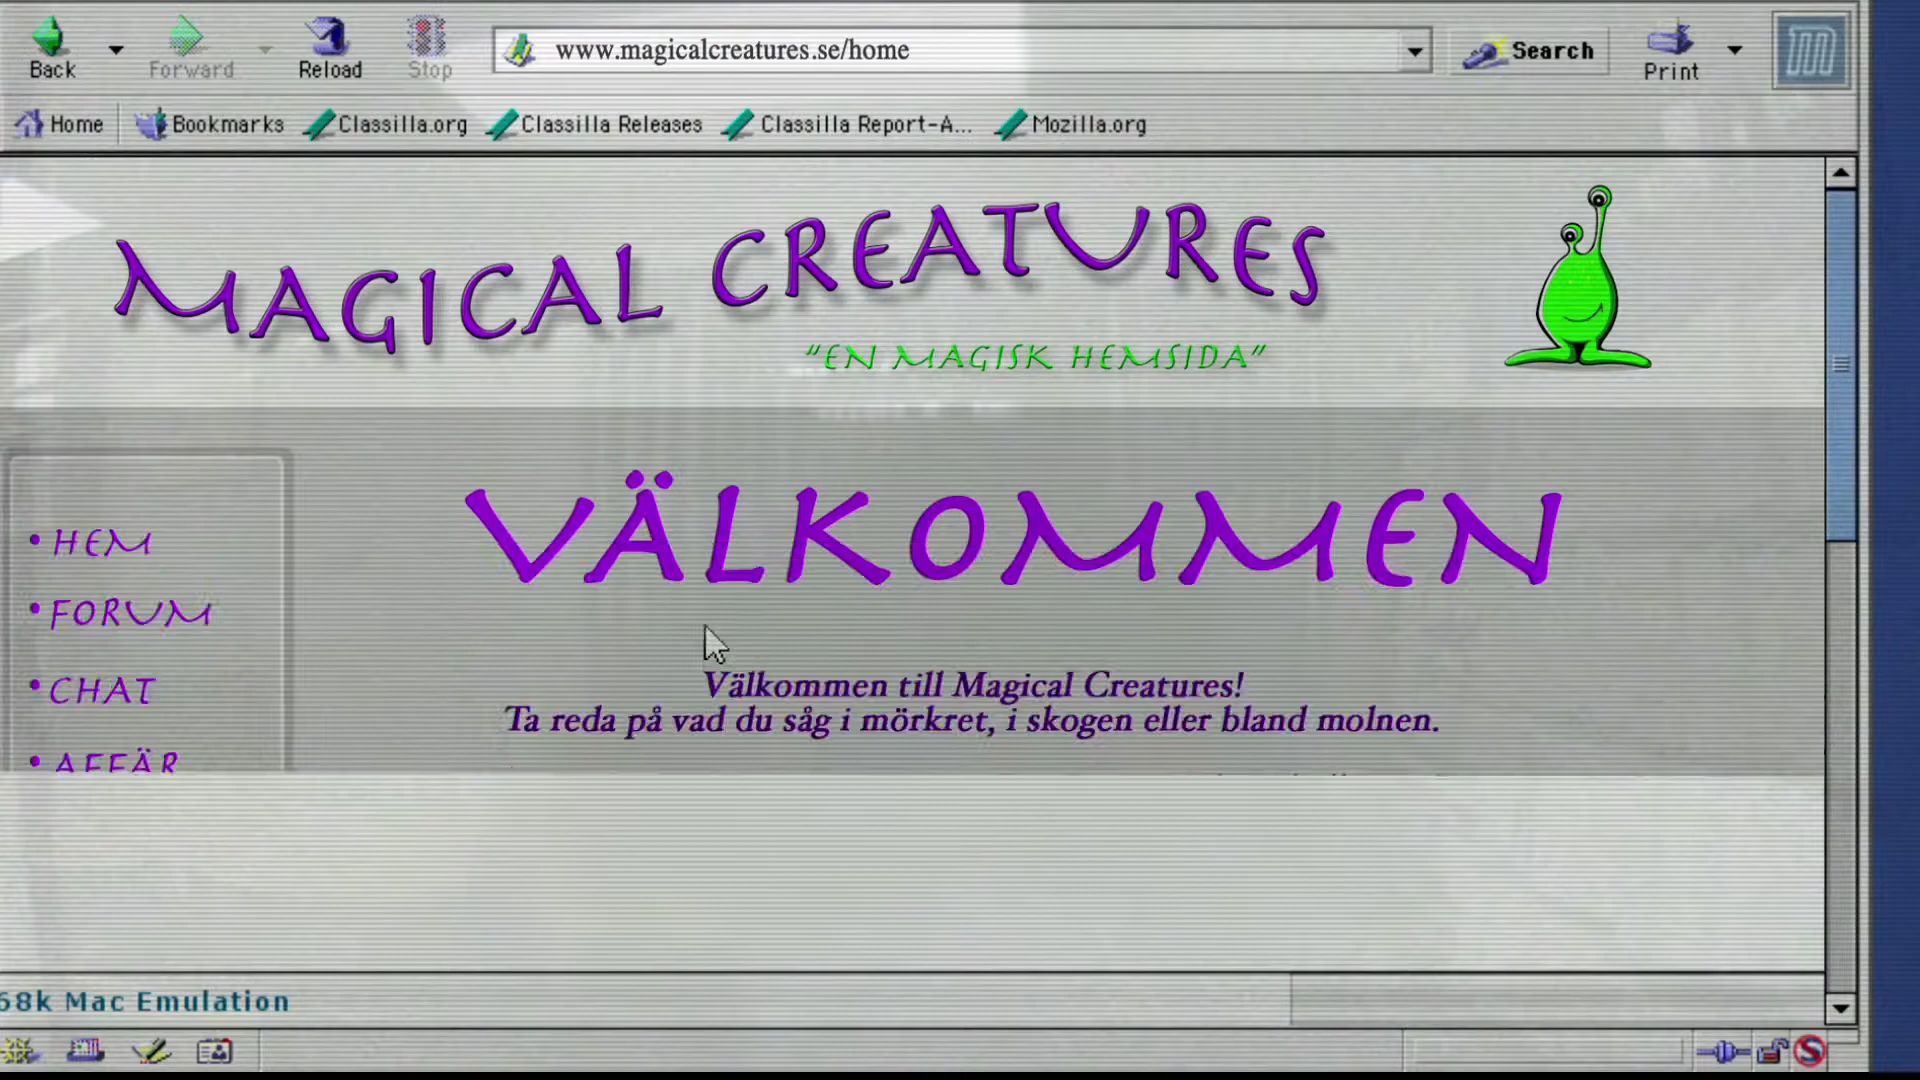 Back
Forward
Reload
Stop
www.magicalcreatures.se/home
Search
Print
Home
Bookmarks
Classilla.org
Classilla Releases
Classilla Report-A...
Mozilla.org
MAGICAL CREATURES
"EN MAGISK HEMSIDA"
VÄLKOMMEN
• HEM
• FORUM
• CHAT
• AFFÄR
Välkommen till Magical Creatures!
Ta reda på vad du såg i mörkret, i skogen eller bland molnen.
68k Mac Emulation